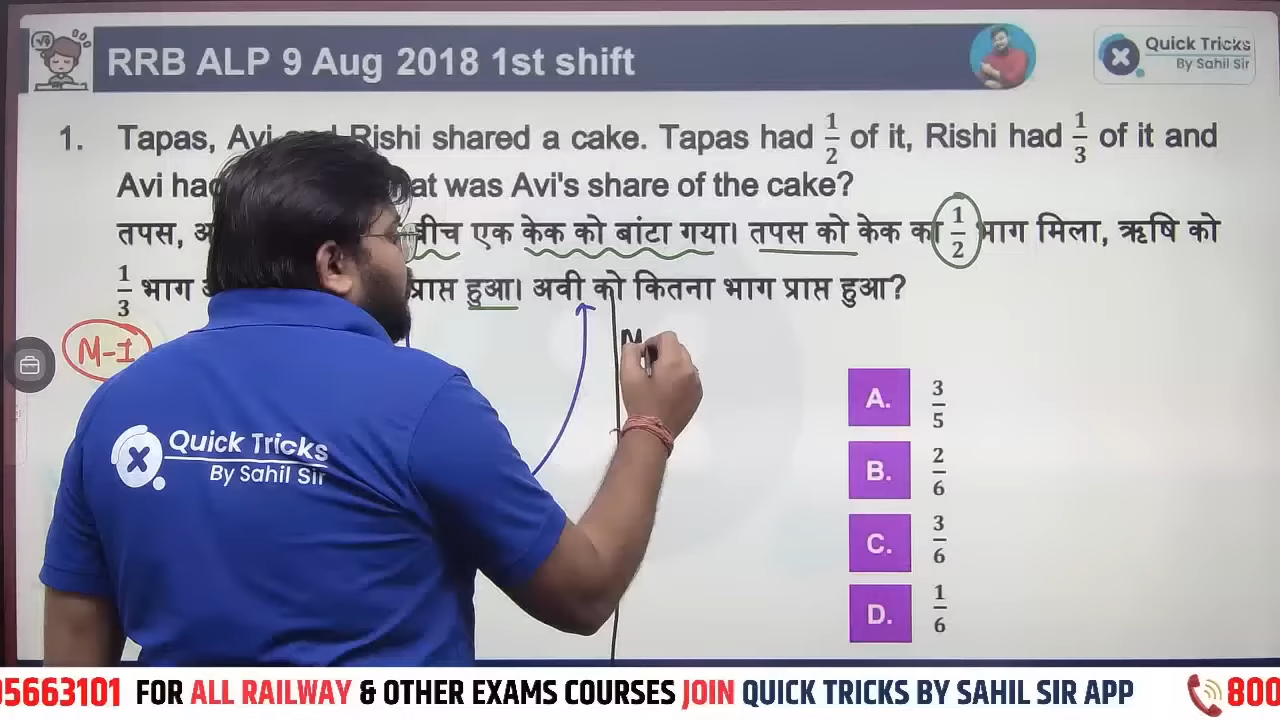 RRB ALP 9 Aug 2018 1st shift
Quick Tricks
By Sahil Sir
1. Tapas, Avi and Rishi shared a cake. Tapas had 1/2 of it, Rishi had 1/3 of it and
Avi had was Avi's share of the cake?
तपस, बीच एक केक को बांटा गया। तपस को केक का 1/2 भाग मिला, ऋषि को
1/3 भाग प्राप्त हुआ। अवी को कितना भाग प्राप्त हुआ?
M-I
M
Quick Tricks
By Sahil Sir
A. 3/5
B. 2/6
C. 3/6
D. 1/6
95663101 FOR ALL RAILWAY & OTHER EXAMS COURSES JOIN QUICK TRICKS BY SAHIL SIR APP 800